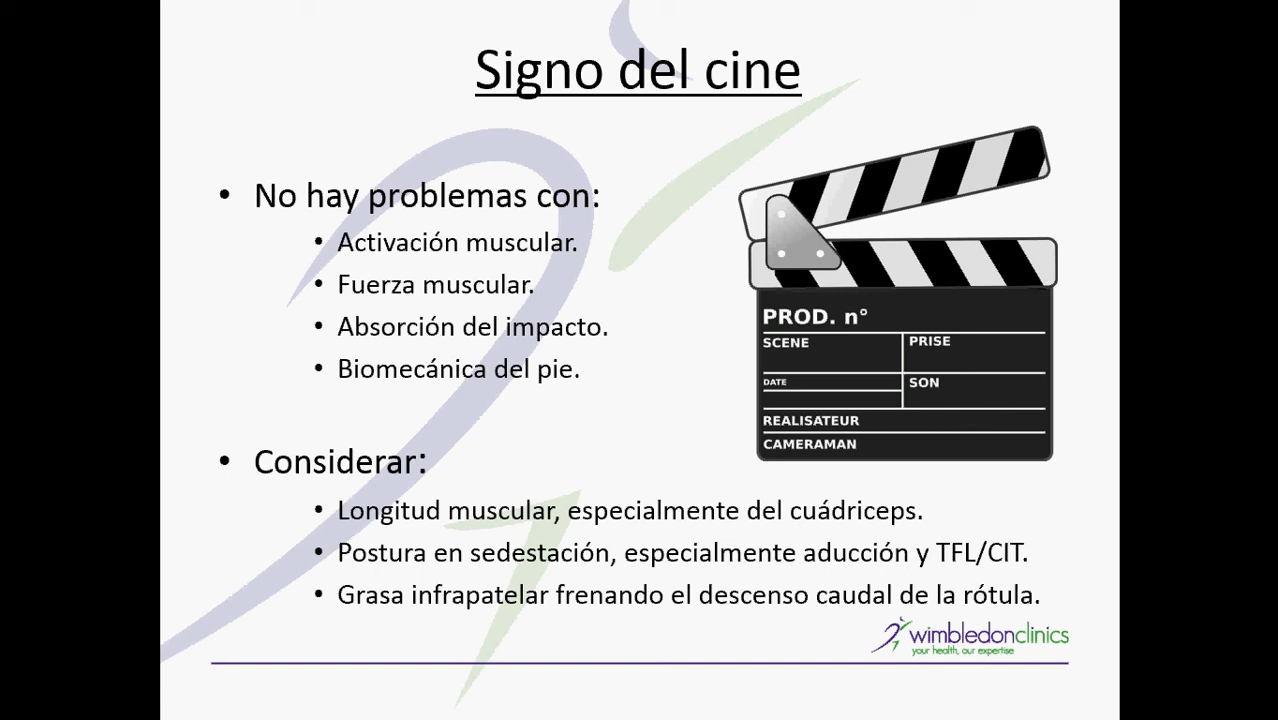 Signo del cine
• No hay problemas con:
• Activación muscular.
• Fuerza muscular.
• Absorción del impacto.
• Biomecánica del pie.
PROD. n°
SCENE
PRISE
DATE
SON
REALISATEUR
CAMERAMAN
• Considerar:
• Longitud muscular, especialmente del cuádriceps.
• Postura en sedestación, especialmente aducción y TFL/CIT.
• Grasa infrapatelar frenando el descenso caudal de la rótula.
wimbledonclinics
your health, our expertise